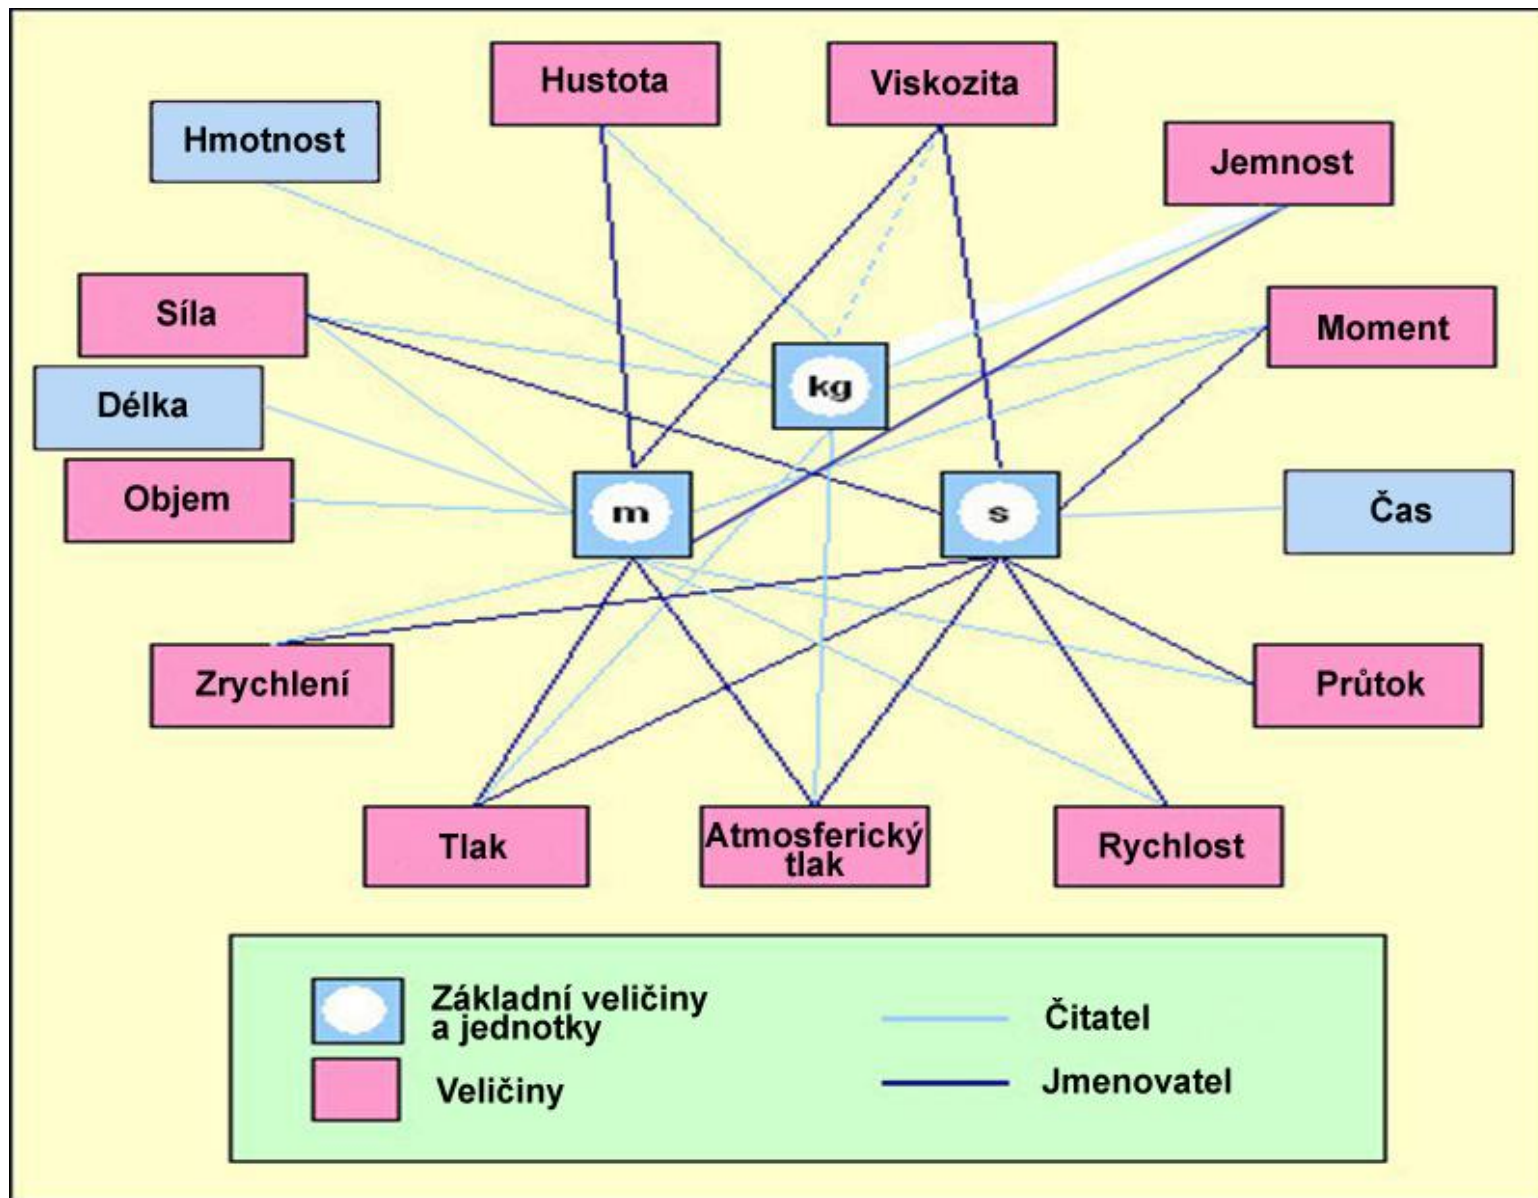 Hustota
Viskozita
Hmotnost
Jemnost
Síla
Moment
kg
Délka
Objem
m
s
Čas
Zrychlení
Průtok
Tlak
Atmosferický
tlak
Rychlost
Základní veličiny
a jednotky
Čitatel
Veličiny
Jmenovatel